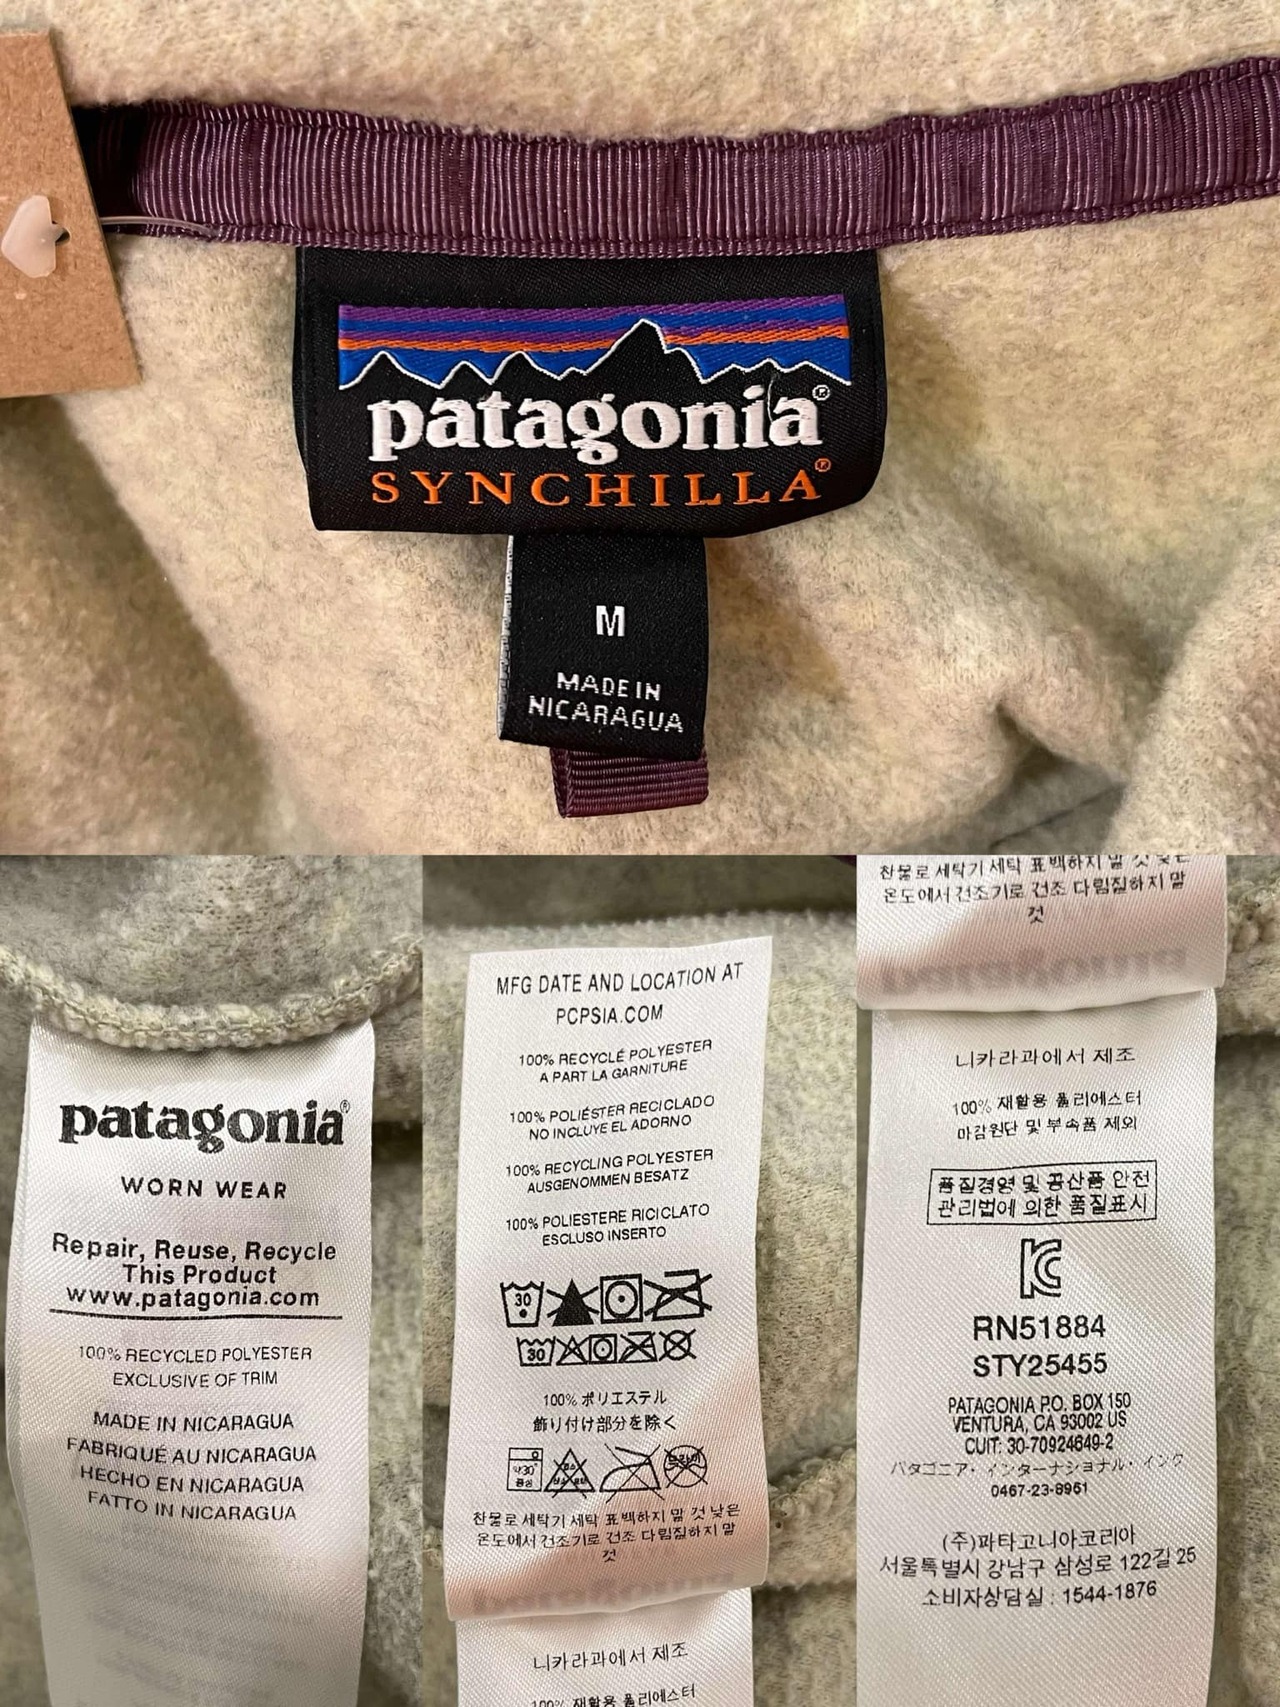 patagonia®
SYNCHILLA®
M
MADE IN
NICARAGUA
patagonia®
WORN WEAR
Repair, Reuse, Recycle
This Product
www.patagonia.com
100% RECYCLED POLYESTER
EXCLUSIVE OF TRIM
MADE IN NICARAGUA
FABRIQUÉ AU NICARAGUA
HECHO EN NICARAGUA
FATTO IN NICARAGUA
MFG DATE AND LOCATION AT
PCPSIA.COM
100% RECYCLÉ POLYESTER
A PART LA GARNITURE
100% POLIÉSTER RECICLADO
NO INCLUYE EL ADORNO
100% RECYCLING POLYESTER
AUSGENOMMEN BESATZ
100% POLIESTERE RICICLATO
ESCLUSO INSERTO
30
30
100% ポリエステル
飾り付け部分を除く
약30°
중성
찬물로 세탁기 세탁 표백하지 말 것 낮은
온도에서 건조기로 건조 다림질하지 말
것
니카라과에서 제조
100% 재활용 폴리에스터
찬물로 세탁기 세탁 표백하지 말 것 낮은
온도에서 건조기로 건조 다림질하지 말
것
니카라과에서 제조
100% 재활용 폴리에스터
마감원단 및 부속품 제외
품질경영 및 공산품 안전
관리법에 의한 품질표시
RN51884
STY25455
PATAGONIA P.O. BOX 150
VENTURA, CA 93002 US
CUIT: 30-70924649-2
パタゴニア・インターナショナル・インク
0467-23-8961
(주)파타고니아코리아
서울특별시 강남구 삼성로 122길 25
소비자상담실 : 1544-1876